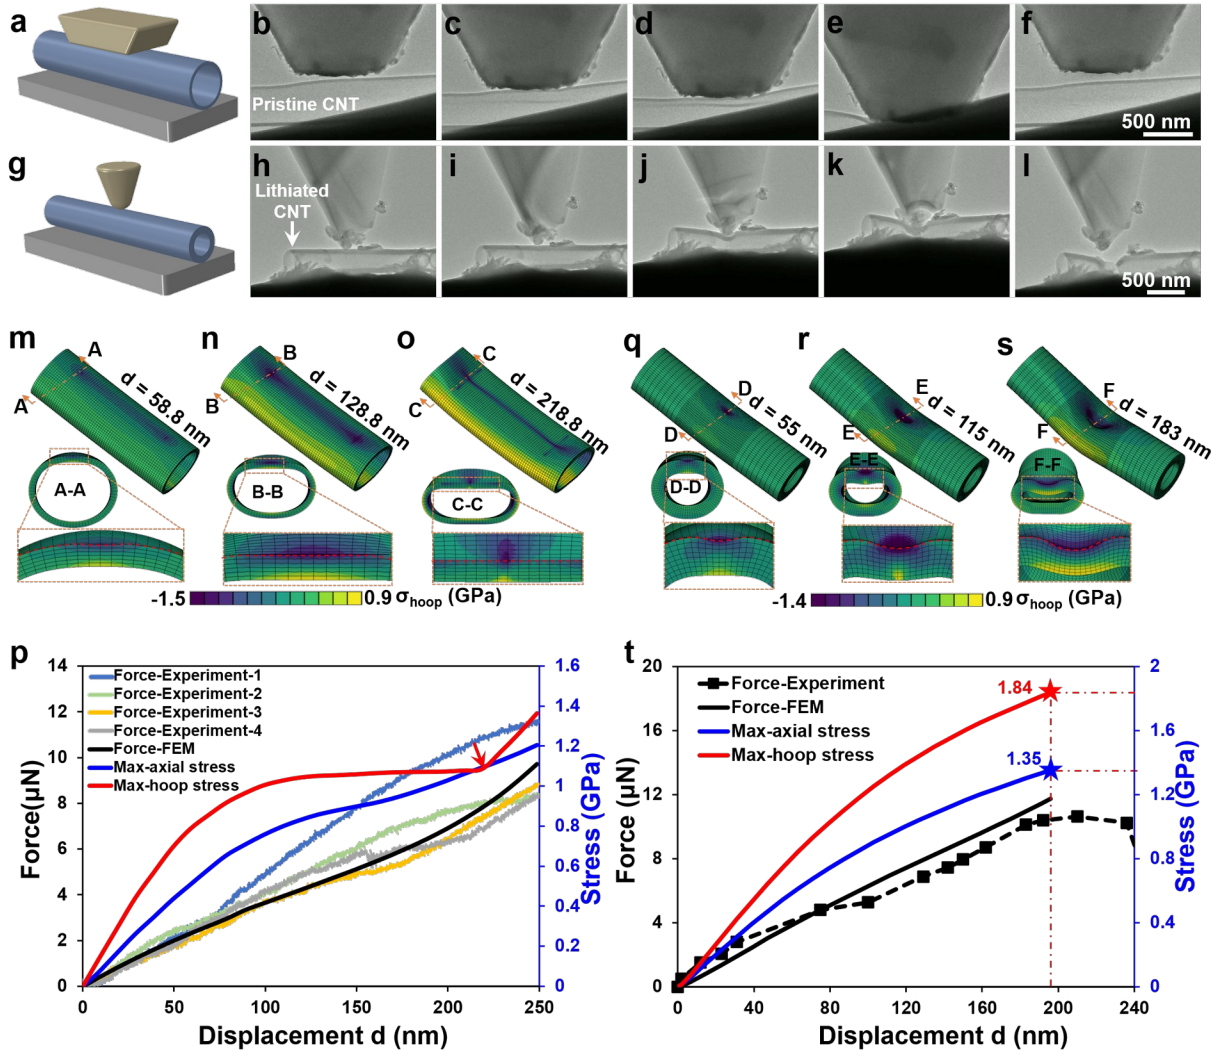 a
b
c
d
e
f
Pristine CNT
500 nm
g
h
i
j
k
l
Lithiated
CNT
500 nm
m
n
o
q
r
s
A
A
d = 58.8 nm
A-A
B
B
d = 128.8 nm
B-B
C
C
d = 218.8 nm
C-C
D
D
d = 55 nm
D-D
E
E
d = 115 nm
E-E
F
F
d = 183 nm
F-F
-1.5
0.9 σhoop (GPa)
-1.4
0.9 σhoop (GPa)
p
Force-Experiment-1
Force-Experiment-2
Force-Experiment-3
Force-Experiment-4
Force-FEM
Max-axial stress
Max-hoop stress
Force(μN)
14
12
10
8
6
4
2
0
0
50
100
150
200
250
Displacement d (nm)
1.6
1.4
1.2
1
0.8
0.6
0.4
0.2
0
Stress (GPa)
t
Force-Experiment
Force-FEM
Max-axial stress
Max-hoop stress
1.84
1.35
Force (μN)
20
16
12
8
4
0
0
40
80
120
160
200
240
Displacement d (nm)
2
1.6
1.2
0.8
0.4
0
Stress (GPa)